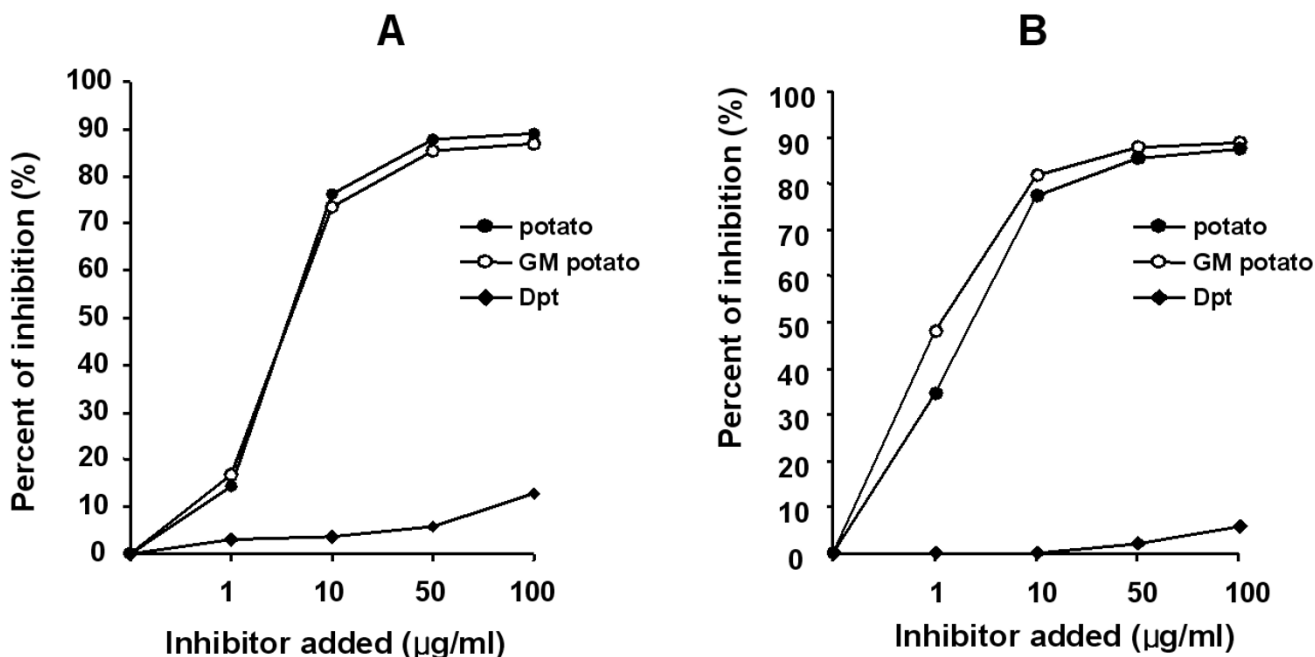 A
Percent of inhibition (%)
100
90
80
70
60
50
40
30
20
10
0
1 10 50 100
Inhibitor added (µg/ml)
potato
GM potato
Dpt
B
Percent of inhibition (%)
100
90
80
70
60
50
40
30
20
10
0
1 10 50 100
Inhibitor added (µg/ml)
potato
GM potato
Dpt